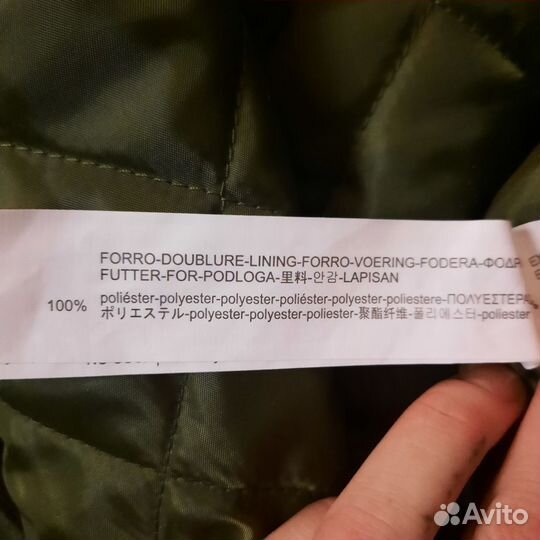 FORRO-DOUBLURE-LINING-FORRO-VOERING-FODERA-ΦΟΔΡ
FUTTER-FOR-PODLOGA-里料-안감-LAPISAN
100% poliéster-polyester-polyester-poliéster-polyester-poliestere-ΠΟΛΥΕΣΤΕΡΑ
ポリエステル-polyester-polyester-poliester-聚酯纤维-폴리에스터-poliester
Avito